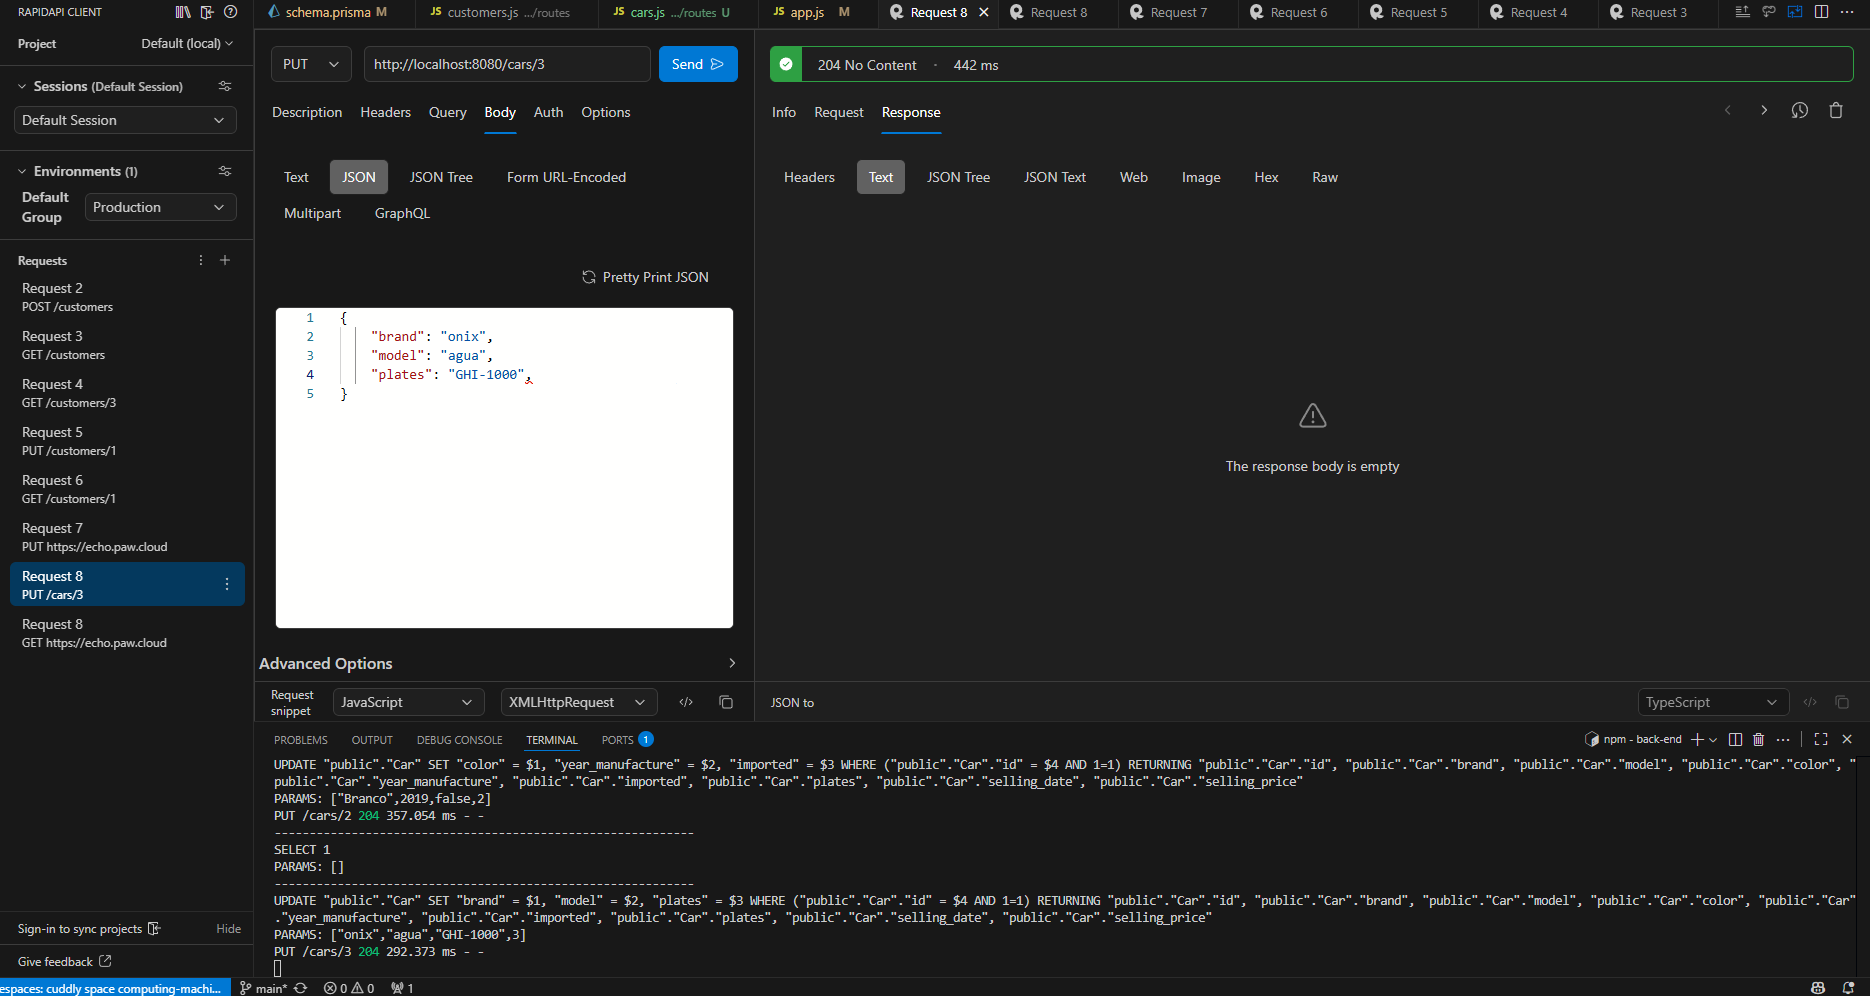 RAPIDAPI CLIENT
Project
Default (local)
Sessions (Default Session)
Default Session
Environments (1)
Default Group
Production
Requests
Request 2
POST /customers
Request 3
GET /customers
Request 4
GET /customers/3
Request 5
PUT /customers/1
Request 6
GET /customers/1
Request 7
PUT https://echo.paw.cloud
Request 8
PUT /cars/3
Request 8
GET https://echo.paw.cloud
Sign-in to sync projects
Hide
Give feedback
schema.prisma M
JS customers.js .../routes
JS cars.js .../routes U
JS app.js M
Request 8
Request 8
Request 7
Request 6
Request 5
Request 4
Request 3
PUT
http://localhost:8080/cars/3
Send
Description Headers Query Body Auth Options
Text JSON JSON Tree Form URL-Encoded
Multipart GraphQL
Pretty Print JSON
1 {
2 "brand": "onix",
3 "model": "agua",
4 "plates": "GHI-1000",
5 }
Advanced Options
Request snippet
JavaScript
XMLHttpRequest
204 No Content · 442 ms
Info Request Response
Headers Text JSON Tree JSON Text Web Image Hex Raw
The response body is empty
JSON to
TypeScript
PROBLEMS OUTPUT DEBUG CONSOLE TERMINAL PORTS 1
npm - back-end
UPDATE "public"."Car" SET "color" = $1, "year_manufacture" = $2, "imported" = $3 WHERE ("public"."Car"."id" = $4 AND 1=1) RETURNING "public"."Car"."id", "public"."Car"."brand", "public"."Car"."model", "public"."Car"."color", "
public"."Car"."year_manufacture", "public"."Car"."imported", "public"."Car"."plates", "public"."Car"."selling_date", "public"."Car"."selling_price"
PARAMS: ["Branco",2019,false,2]
PUT /cars/2 204 357.054 ms - -
------------------------------------------------------------
SELECT 1
PARAMS: []
------------------------------------------------------------
UPDATE "public"."Car" SET "brand" = $1, "model" = $2, "plates" = $3 WHERE ("public"."Car"."id" = $4 AND 1=1) RETURNING "public"."Car"."id", "public"."Car"."brand", "public"."Car"."model", "public"."Car"."color", "public"."Car"
."year_manufacture", "public"."Car"."imported", "public"."Car"."plates", "public"."Car"."selling_date", "public"."Car"."selling_price"
PARAMS: ["onix","agua","GHI-1000",3]
PUT /cars/3 204 292.373 ms - -
espaces: cuddly space computing-machi...
main*
0 0
1